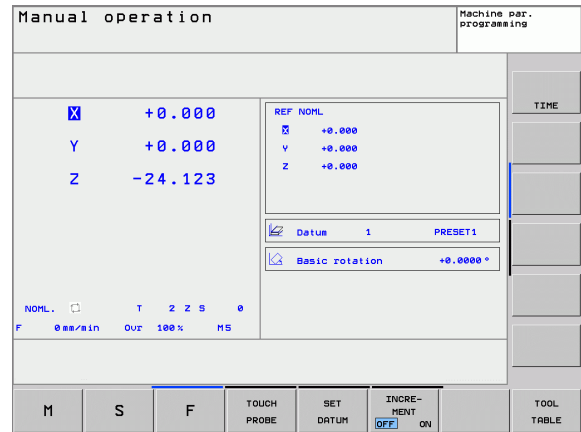 Manual operation
Machine par.
programming
TIME
X +0.000
Y +0.000
Z -24.123
REF NOML
X +0.000
Y +0.000
Z +0.000
Datum 1 PRESET1
Basic rotation +0.0000°
NOML. T 2 Z S 0
F 0mm/min Ovr 100% M5
M
S
F
TOUCH
PROBE
SET
DATUM
INCRE-
MENT
OFF ON
TOOL
TABLE